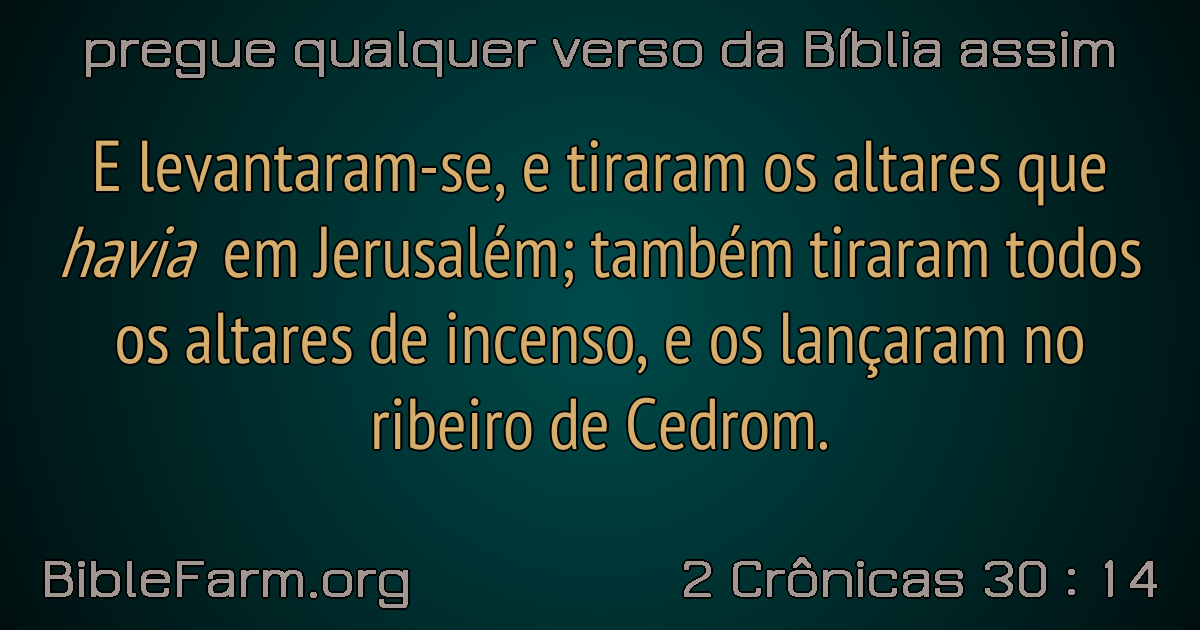 pregue qualquer verso da Bíblia assim
E levantaram-se, e tiraram os altares que
havia em Jerusalém; também tiraram todos
os altares de incenso, e os lançaram no
ribeiro de Cedrom.
BibleFarm.org
2 Crônicas 30 : 14